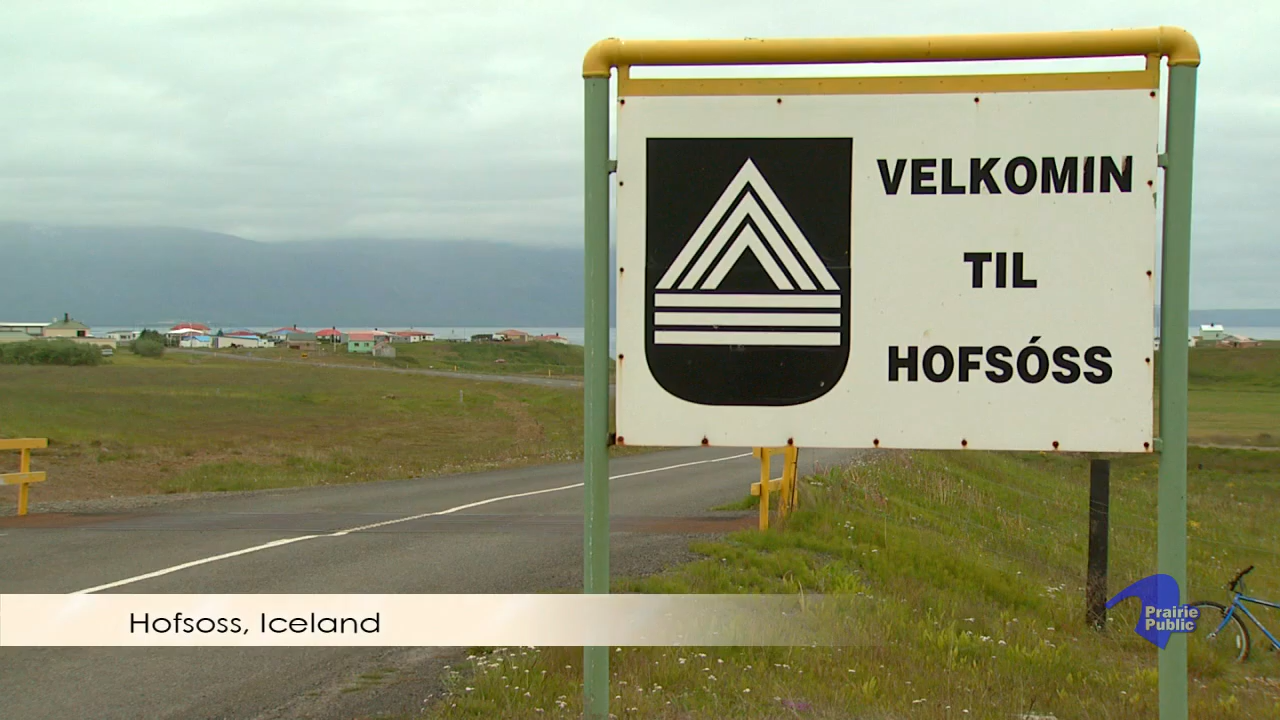 VELKOMIN
TIL
HOFSÓSS
Hofsoss, Iceland
Prairie
Public